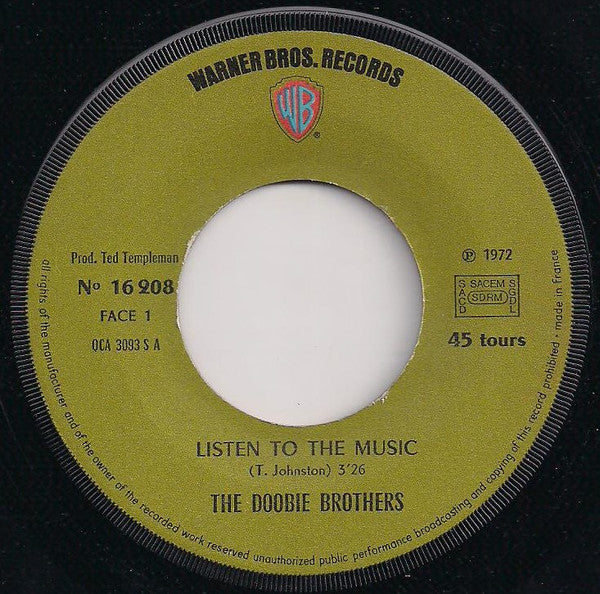 WARNER BROS. RECORDS
WB
®
Prod. Ted Templeman
No 16 208
FACE 1
OCA 3093 S A
℗ 1972
SACD SACEM SDRM SGDL
45 tours
LISTEN TO THE MUSIC
(T. Johnston) 3'26
THE DOOBIE BROTHERS
all rights of the manufacturer and of the owner of the recorded work reserved unauthorized public performance broadcasting and copying of this record prohibited · made in France